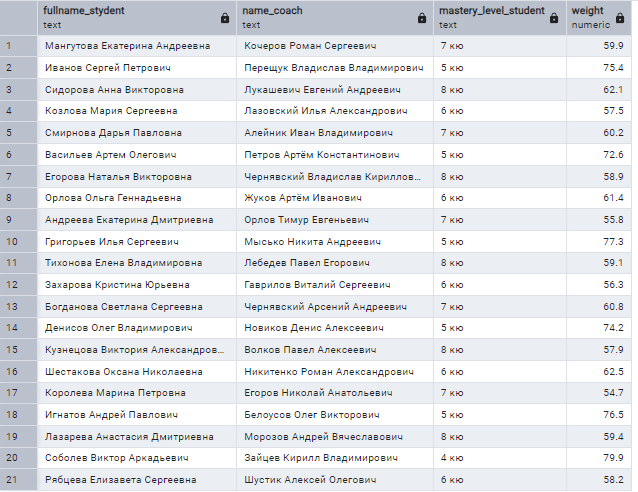 fullname_stydent name_coach mastery_level_student weight
text text text numeric
1 Мангутова Екатерина Андреевна Кочеров Роман Сергеевич 7 кю 59.9
2 Иванов Сергей Петрович Перещук Владислав Владимирович 5 кю 75.4
3 Сидорова Анна Викторовна Лукашевич Евгений Андреевич 8 кю 62.1
4 Козлова Мария Сергеевна Лазовский Илья Александрович 6 кю 57.5
5 Смирнова Дарья Павловна Алейник Иван Владимирович 7 кю 60.2
6 Васильев Артем Олегович Петров Артём Константинович 5 кю 72.6
7 Егорова Наталья Викторовна Чернявский Владислав Кириллов... 8 кю 58.9
8 Орлова Ольга Геннадьевна Жуков Артём Иванович 6 кю 61.4
9 Андреева Екатерина Дмитриевна Орлов Тимур Евгеньевич 7 кю 55.8
10 Григорьев Илья Сергеевич Мысько Никита Андреевич 5 кю 77.3
11 Тихонова Елена Владимировна Лебедев Павел Егорович 8 кю 59.1
12 Захарова Кристина Юрьевна Гаврилов Виталий Сергеевич 6 кю 56.3
13 Богданова Светлана Сергеевна Чернявский Арсений Андреевич 7 кю 60.8
14 Денисов Олег Владимирович Новиков Денис Алексеевич 5 кю 74.2
15 Кузнецова Виктория Александров... Волков Павел Алексеевич 8 кю 57.9
16 Шестакова Оксана Николаевна Никитенко Роман Александрович 6 кю 62.5
17 Королева Марина Петровна Егоров Николай Анатольевич 7 кю 54.7
18 Игнатов Андрей Павлович Белоусов Олег Викторович 5 кю 76.5
19 Лазарева Анастасия Дмитриевна Морозов Андрей Вячеславович 8 кю 59.4
20 Соболев Виктор Аркадьевич Зайцев Кирилл Владимирович 4 кю 79.9
21 Рябцева Елизавета Сергеевна Шустик Алексей Олегович 6 кю 58.2